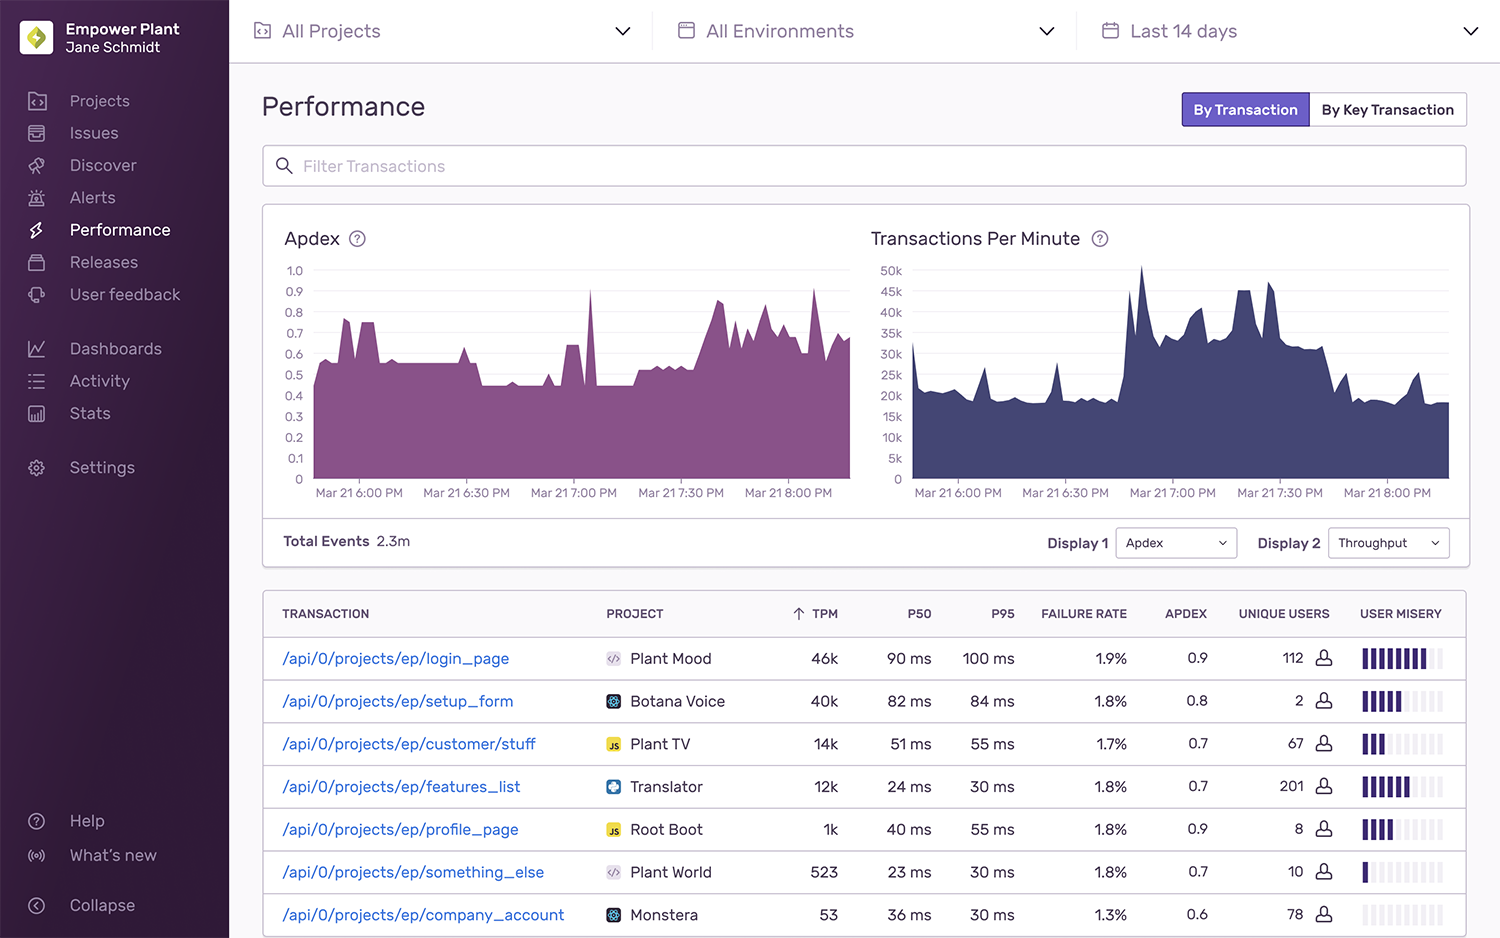 Empower Plant
Jane Schmidt
Projects
Issues
Discover
Alerts
Performance
Releases
User feedback
Dashboards
Activity
Stats
Settings
Help
What's new
Collapse
All Projects All Environments Last 14 days
Performance
By Transaction By Key Transaction
Filter Transactions
Apdex ?
1.0
0.9
0.8
0.7
0.6
0.5
0.4
0.3
0.2
0.1
0
Mar 21 6:00 PM Mar 21 6:30 PM Mar 21 7:00 PM Mar 21 7:30 PM Mar 21 8:00 PM
Transactions Per Minute ?
50k
45k
40k
35k
30k
25k
20k
15k
10k
5k
0
Mar 21 6:00 PM Mar 21 6:30 PM Mar 21 7:00 PM Mar 21 7:30 PM Mar 21 8:00 PM
Total Events 2.3m Display 1 Apdex Display 2 Throughput
TRANSACTION PROJECT TPM P50 P95 FAILURE RATE APDEX UNIQUE USERS USER MISERY
/api/0/projects/ep/login_page Plant Mood 46k 90 ms 100 ms 1.9% 0.9 112
/api/0/projects/ep/setup_form Botana Voice 40k 82 ms 84 ms 1.8% 0.8 2
/api/0/projects/ep/customer/stuff JS Plant TV 14k 51 ms 55 ms 1.7% 0.7 67
/api/0/projects/ep/features_list Translator 12k 24 ms 30 ms 1.8% 0.7 201
/api/0/projects/ep/profile_page JS Root Boot 1k 40 ms 55 ms 1.8% 0.9 8
/api/0/projects/ep/something_else Plant World 523 23 ms 30 ms 1.8% 0.7 10
/api/0/projects/ep/company_account Monstera 53 36 ms 30 ms 1.3% 0.6 78